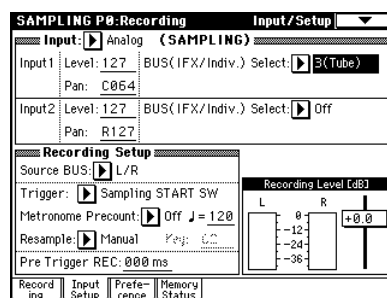 SAMPLING P0:Recording Input/Setup
Input: Analog (SAMPLING)
Input1 Level: 127 BUS(IFX/Indiv.) Select: 3(Tube)
Pan: C064
Input2 Level: 127 BUS(IFX/Indiv.) Select: Off
Pan: R127
Recording Setup
Source BUS: L/R
Trigger: Sampling START SW
Metronome Precount: Off ♩= 120
Resample: Manual Key: C2
Pre Trigger REC: 000 ms
Recording Level [dB]
L R
0 +0.0
-12
-24
-36
Record ing Input Setup Prefe- rence Memory Status